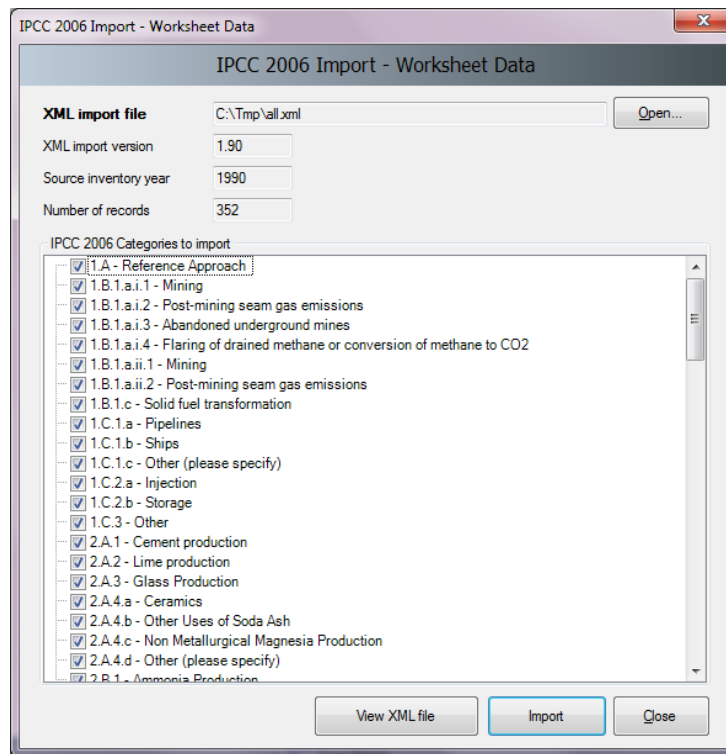 IPCC 2006 Import - Worksheet Data
IPCC 2006 Import - Worksheet Data
XML import file C:\Tmp\all.xml Open...
XML import version 1.90
Source inventory year 1990
Number of records 352
IPCC 2006 Categories to import
1.A - Reference Approach
1.B.1.a.i.1 - Mining
1.B.1.a.i.2 - Post-mining seam gas emissions
1.B.1.a.i.3 - Abandoned underground mines
1.B.1.a.i.4 - Flaring of drained methane or conversion of methane to CO2
1.B.1.a.ii.1 - Mining
1.B.1.a.ii.2 - Post-mining seam gas emissions
1.B.1.c - Solid fuel transformation
1.C.1.a - Pipelines
1.C.1.b - Ships
1.C.1.c - Other (please specify)
1.C.2.a - Injection
1.C.2.b - Storage
1.C.3 - Other
2.A.1 - Cement production
2.A.2 - Lime production
2.A.3 - Glass Production
2.A.4.a - Ceramics
2.A.4.b - Other Uses of Soda Ash
2.A.4.c - Non Metallurgical Magnesia Production
2.A.4.d - Other (please specify)
2.B.1 - Ammonia Production
View XML file Import Close